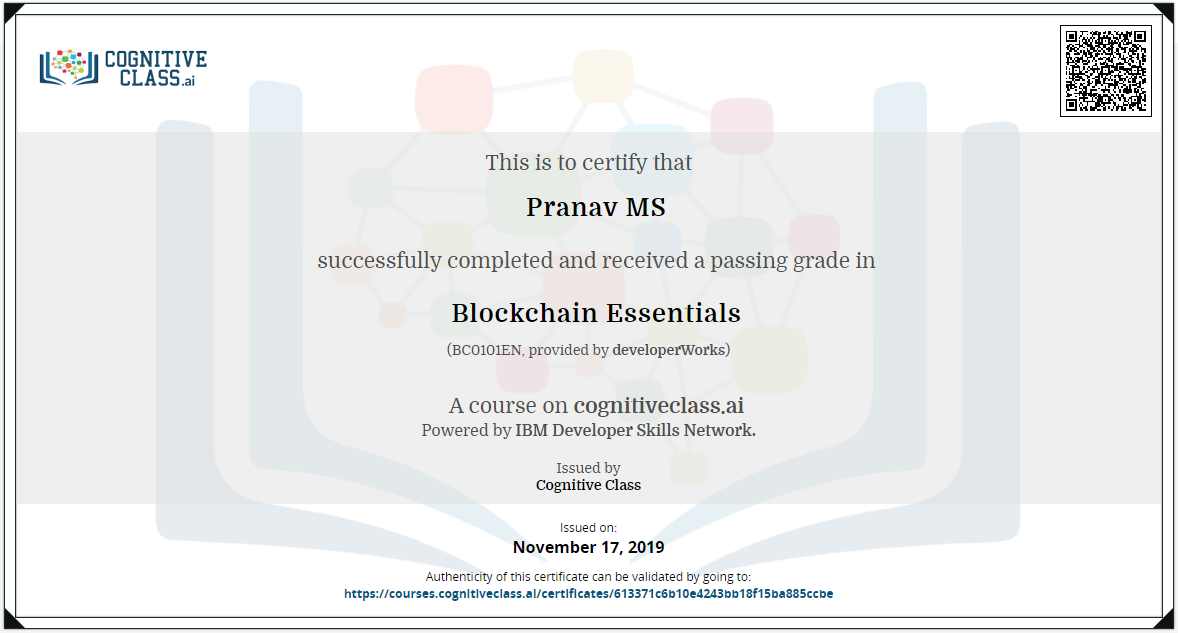 COGNITIVE
CLASS.ai
This is to certify that
Pranav MS
successfully completed and received a passing grade in
Blockchain Essentials
(BC0101EN, provided by developerWorks)
A course on cognitiveclass.ai
Powered by IBM Developer Skills Network.
Issued by
Cognitive Class
Issued on:
November 17, 2019
Authenticity of this certificate can be validated by going to:
https://courses.cognitiveclass.ai/certificates/613371c6b10e4243bb18f15ba885ccbe